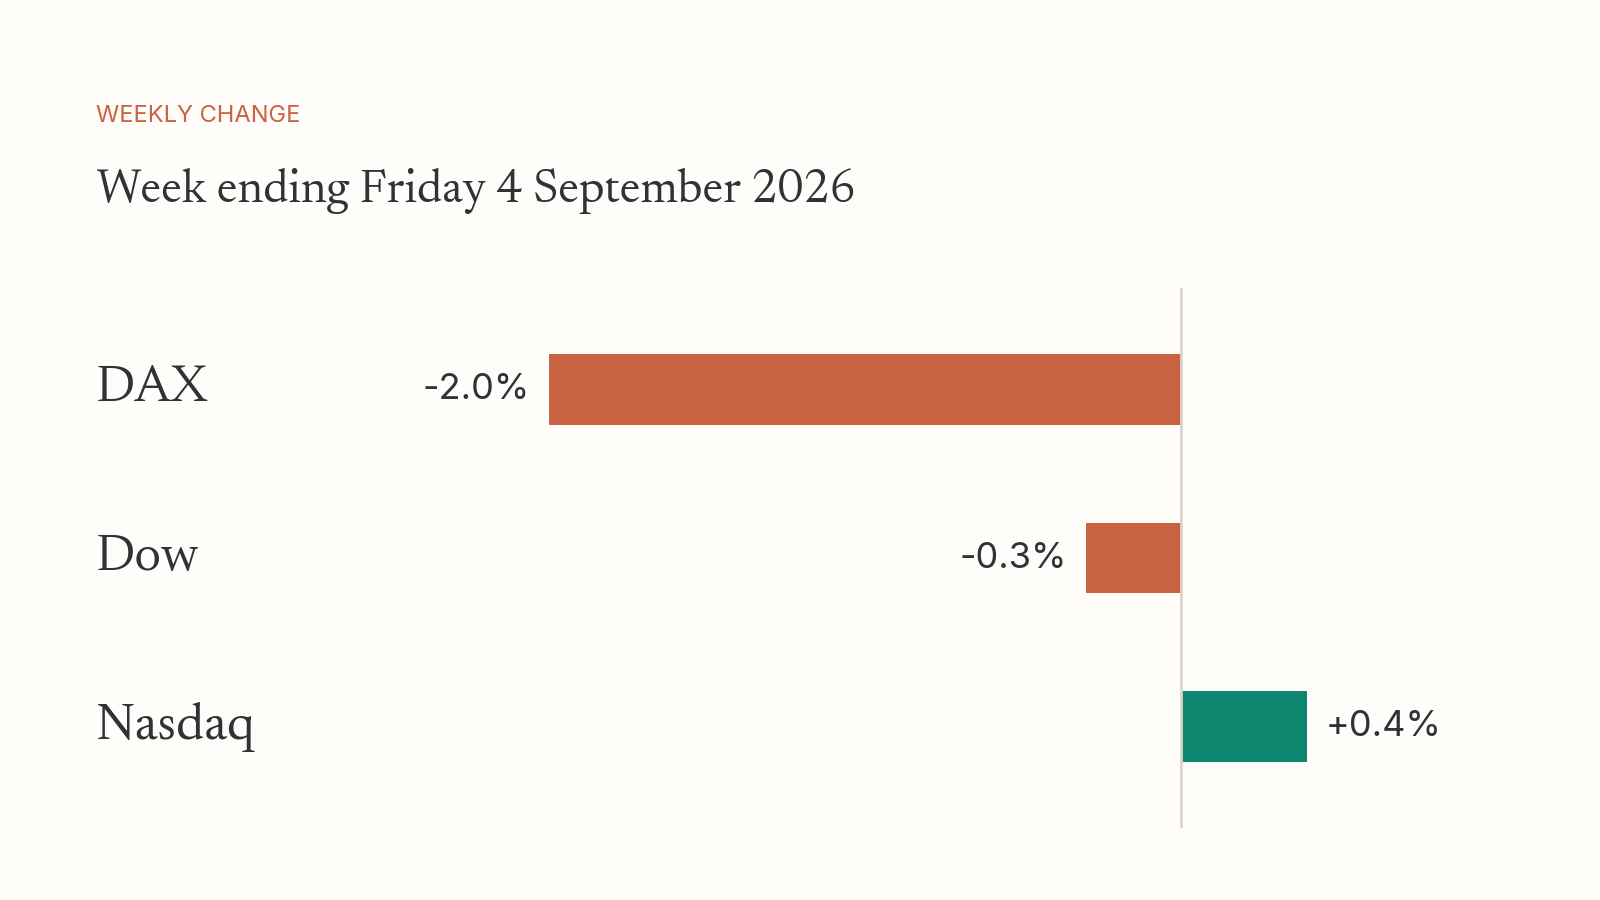 WEEKLY CHANGE
Week ending Friday 4 September 2026
DAX -2.0%
Dow -0.3%
Nasdaq +0.4%